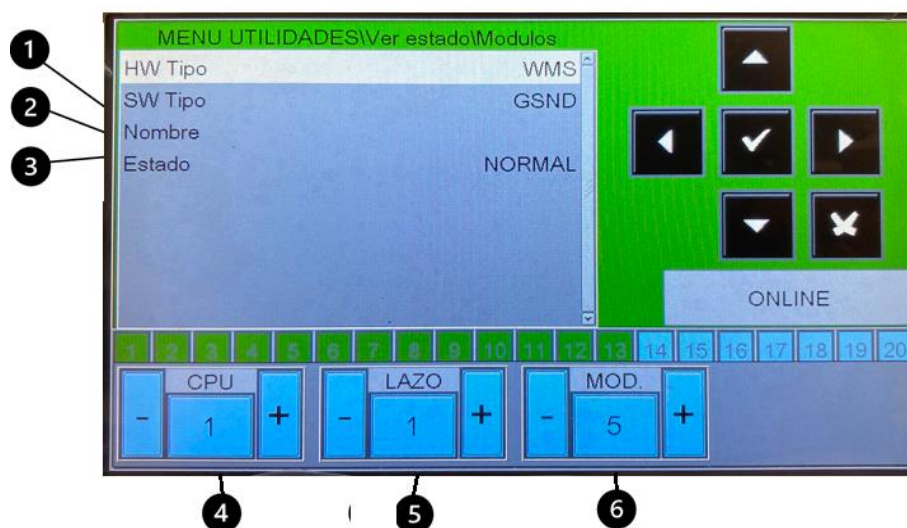 MENU UTILIDADES\Ver estado\Modulos
1
HW Tipo WMS
SW Tipo GSND
2
Nombre
3
Estado NORMAL
ONLINE
1 2 3 4 5 6 7 8 9 10 11 12 13 14 15 16 17 18 19 20
CPU LAZO MOD.
- 1 + - 1 + - 5 +
4 5 6